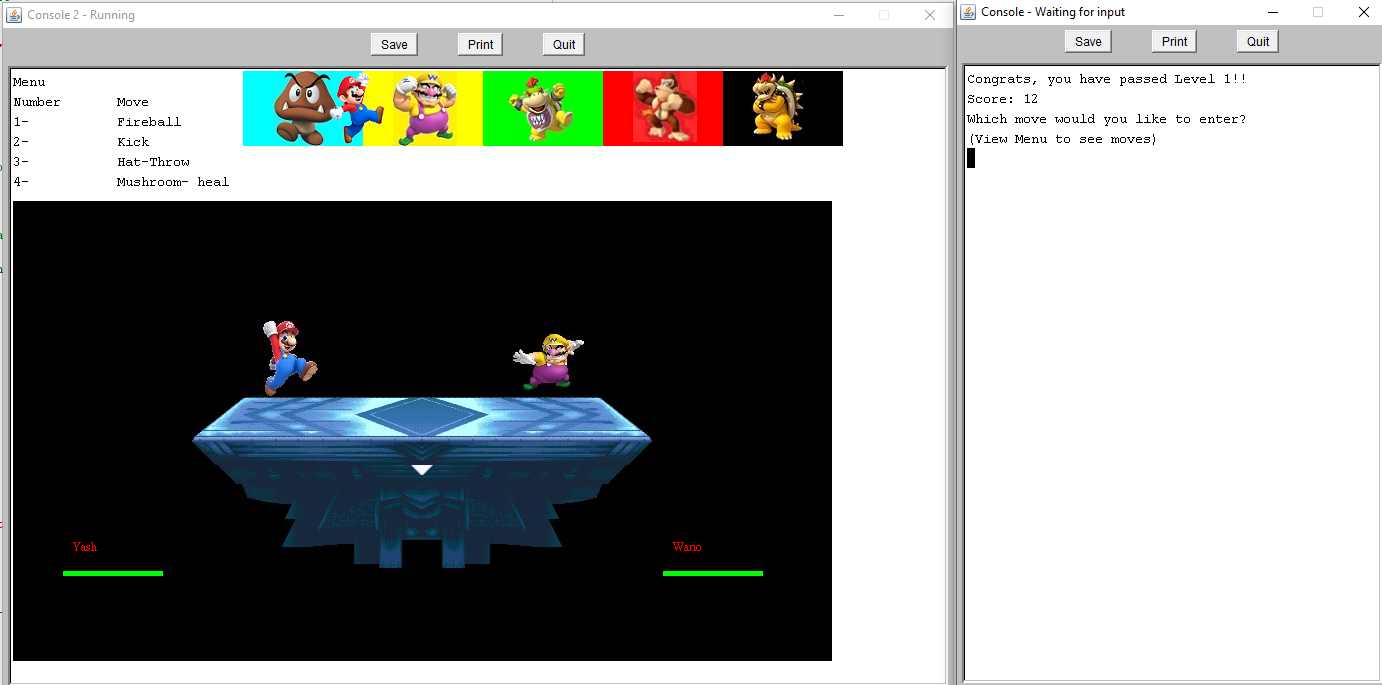 Console 2 - Running
Save Print Quit
Menu
Number Move
1- Fireball
2- Kick
3- Hat-Throw
4- Mushroom- heal
Yash
Wario
Console - Waiting for input
Save Print Quit
Congrats, you have passed Level 1!!
Score: 12
Which move would you like to enter?
(View Menu to see moves)